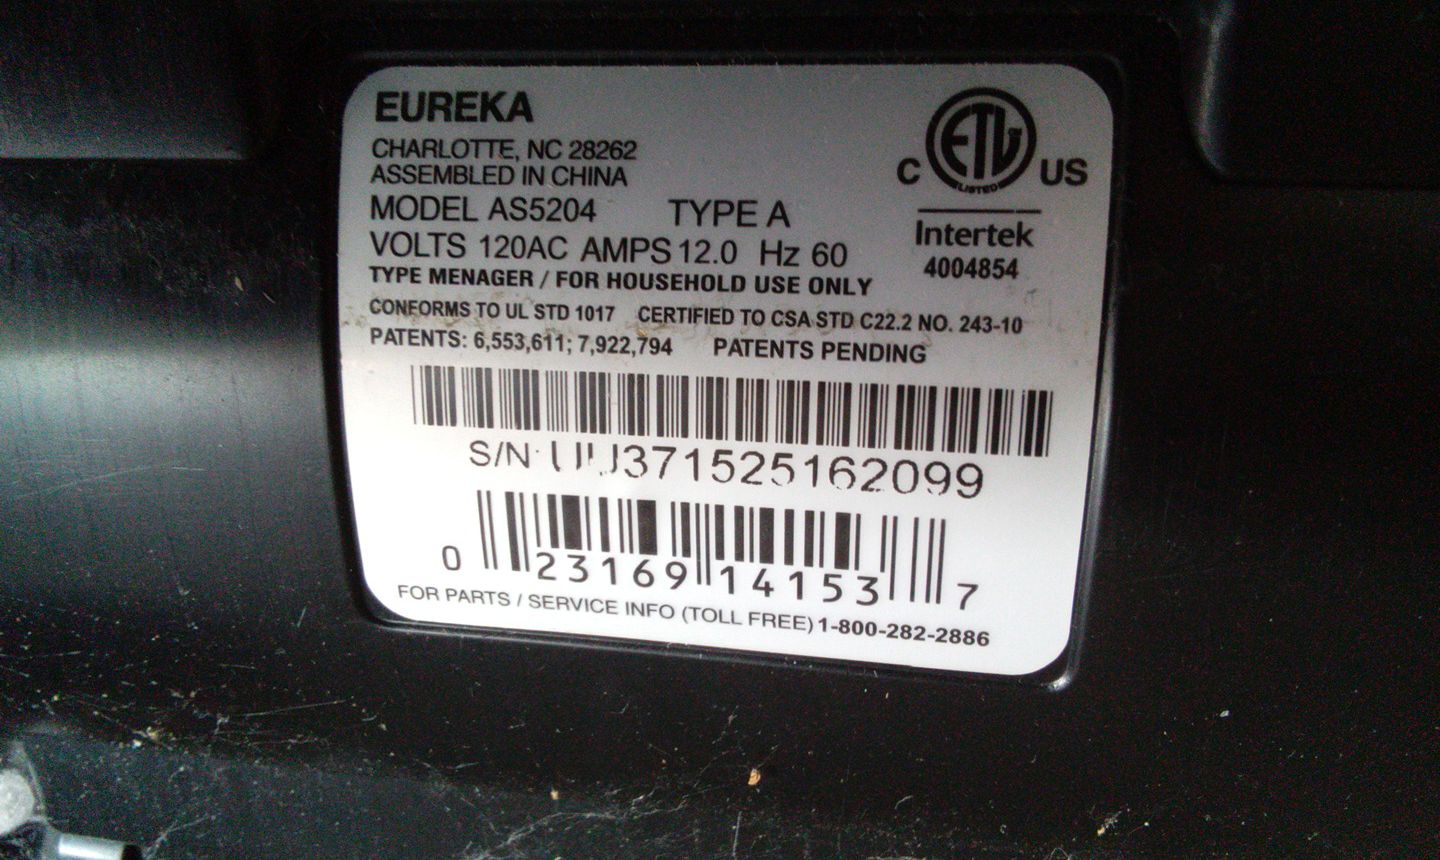 EUREKA
CHARLOTTE, NC 28262
ASSEMBLED IN CHINA
MODEL AS5204 TYPE A
VOLTS 120AC AMPS 12.0 Hz 60
TYPE MENAGER / FOR HOUSEHOLD USE ONLY
CONFORMS TO UL STD 1017 CERTIFIED TO CSA STD C22.2 NO. 243-10
PATENTS: 6,553,611; 7,922,794 PATENTS PENDING
C ETL US
LISTED
Intertek
4004854
S/N:
0 23169 14153 7
FOR PARTS / SERVICE INFO (TOLL FREE) 1-800-282-2886